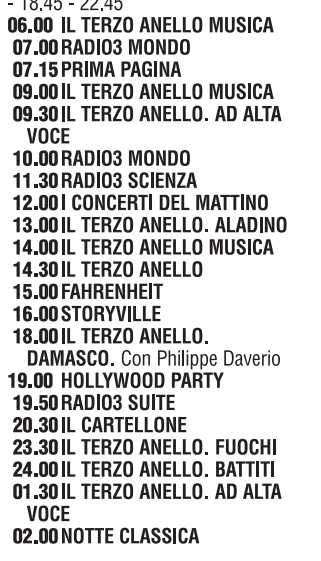 - 18.45 - 22.45
06.00 IL TERZO ANELLO MUSICA
07.00 RADIO3 MONDO
07.15 PRIMA PAGINA
09.00 IL TERZO ANELLO MUSICA
09.30 IL TERZO ANELLO. AD ALTA
VOCE
10.00 RADIO3 MONDO
11.30 RADIO3 SCIENZA
12.00 I CONCERTI DEL MATTINO
13.00 IL TERZO ANELLO. ALADINO
14.00 IL TERZO ANELLO MUSICA
14.30 IL TERZO ANELLO
15.00 FAHRENHEIT
16.00 STORYVILLE
18.00 IL TERZO ANELLO.
DAMASCO. Con Philippe Daverio
19.00 HOLLYWOOD PARTY
19.50 RADIO3 SUITE
20.30 IL CARTELLONE
23.30 IL TERZO ANELLO. FUOCHI
24.00 IL TERZO ANELLO. BATTITI
01.30 IL TERZO ANELLO. AD ALTA
VOCE
02.00 NOTTE CLASSICA